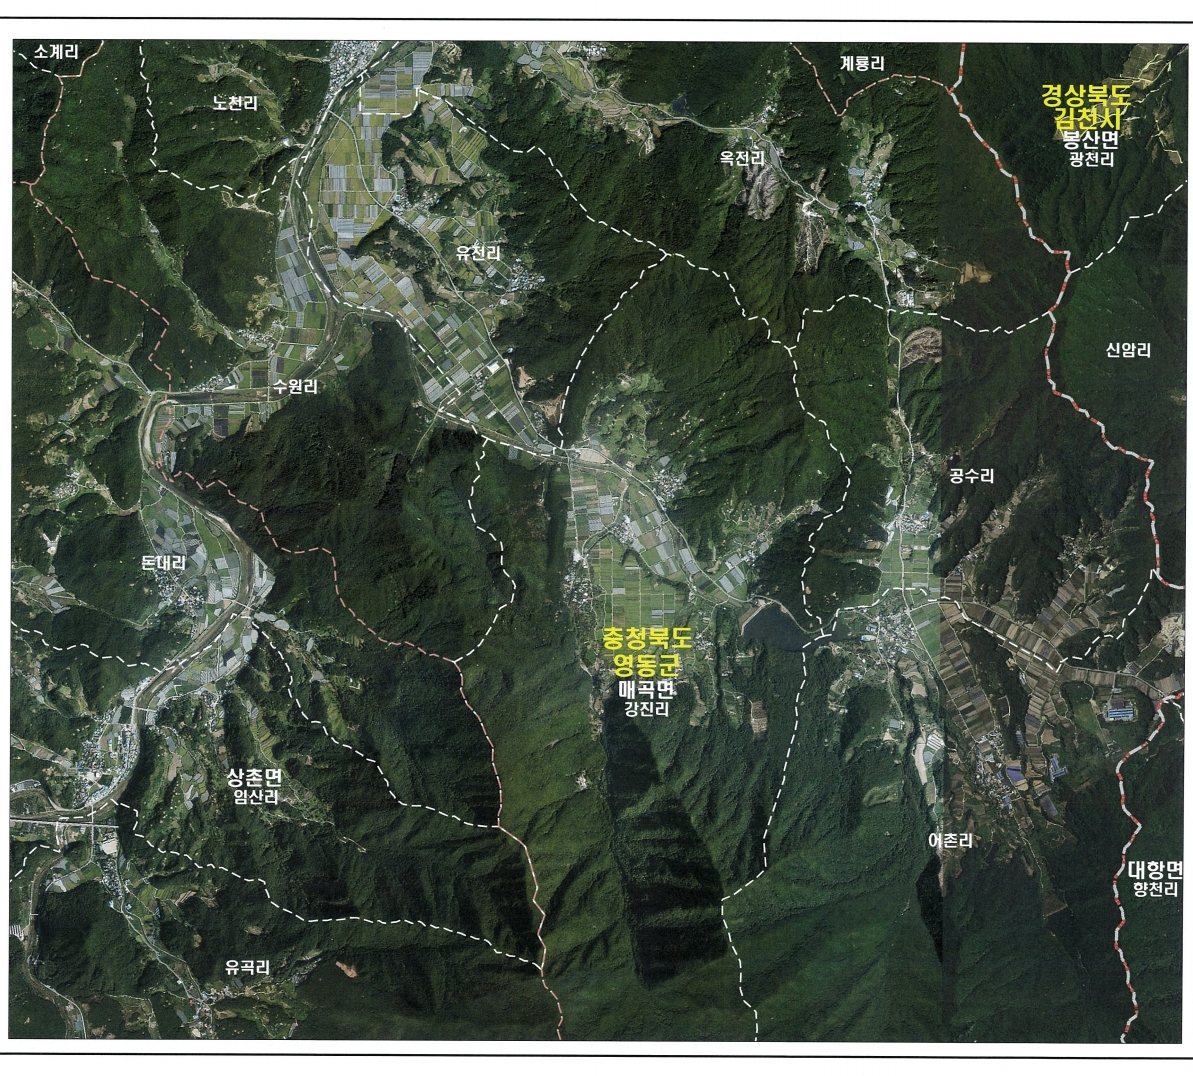 소계리
계룡리
노천리
경상북도
김천시
봉산면
광천리
옥전리
유전리
신암리
수원리
공수리
돈대리
충청북도
영동군
매곡면
강진리
상촌면
임산리
어촌리
대항면
향천리
유곡리